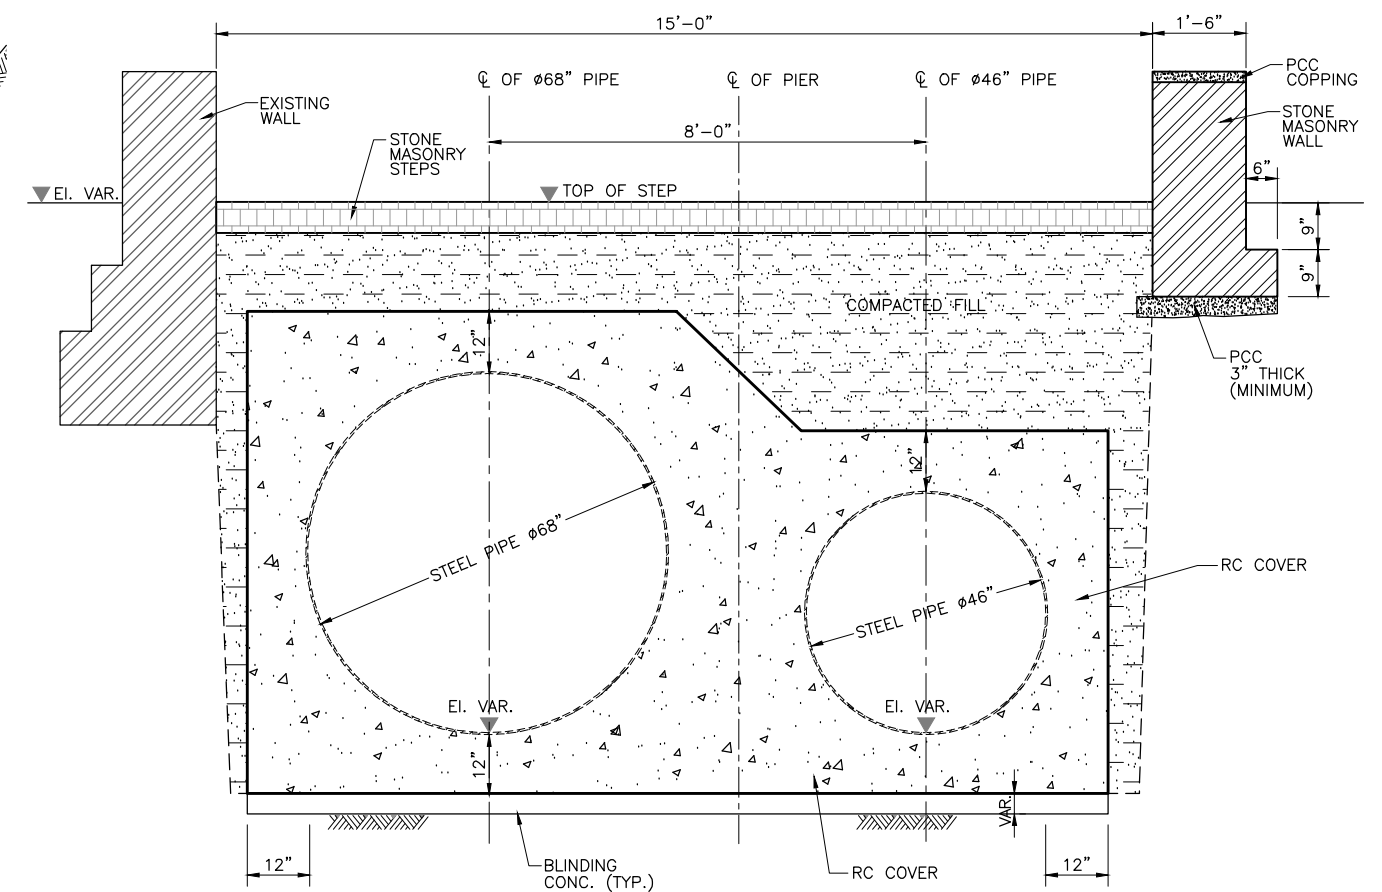 15'-0"
1'-6"
℄ OF ø68" PIPE
℄ OF PIER
℄ OF ø46" PIPE
PCC
COPPING
EXISTING
WALL
STONE
MASONRY
WALL
8'-0"
STONE
MASONRY
STEPS
6"
El. VAR.
TOP OF STEP
9"
9"
COMPACTED FILL
12"
PCC
3" THICK
(MINIMUM)
12"
STEEL PIPE ø68"
RC COVER
STEEL PIPE ø46"
El. VAR.
El. VAR.
12"
VAR.
12"
BLINDING
CONC. (TYP.)
RC COVER
12"